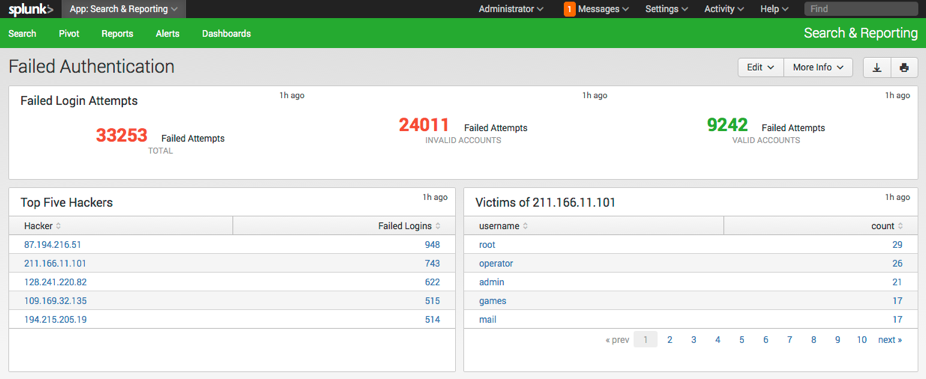 splunk> App: Search & Reporting Administrator 1 Messages Settings Activity Help Find
Search Pivot Reports Alerts Dashboards Search & Reporting
Failed Authentication Edit More Info
Failed Login Attempts 1h ago 1h ago 1h ago
33253 Failed Attempts 24011 Failed Attempts 9242 Failed Attempts
TOTAL INVALID ACCOUNTS VALID ACCOUNTS
Top Five Hackers 1h ago
Hacker Failed Logins
87.194.216.51 948
211.166.11.101 743
128.241.220.82 622
109.169.32.135 515
194.215.205.19 514
Victims of 211.166.11.101 1h ago
username count
root 29
operator 26
admin 21
games 17
mail 17
« prev 1 2 3 4 5 6 7 8 9 10 next »